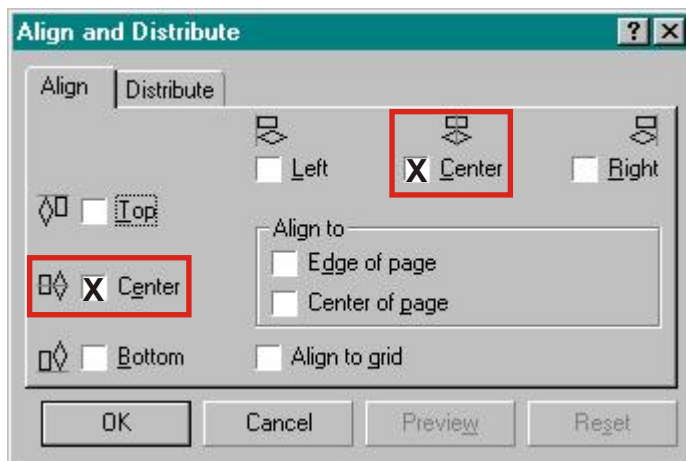 Align and Distribute
Align Distribute
Left X Center Right
Top
Align to
Edge of page
X Center
Center of page
Bottom Align to grid
OK Cancel Preview Reset